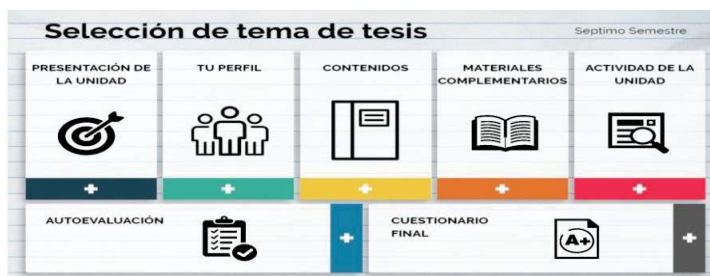 Selección de tema de tesis
Septimo Semestre
PRESENTACIÓN DE
LA UNIDAD
TU PERFIL
CONTENIDOS
MATERIALES
COMPLEMENTARIOS
ACTIVIDAD DE LA
UNIDAD
AUTOEVALUACIÓN
CUESTIONARIO
FINAL
A+